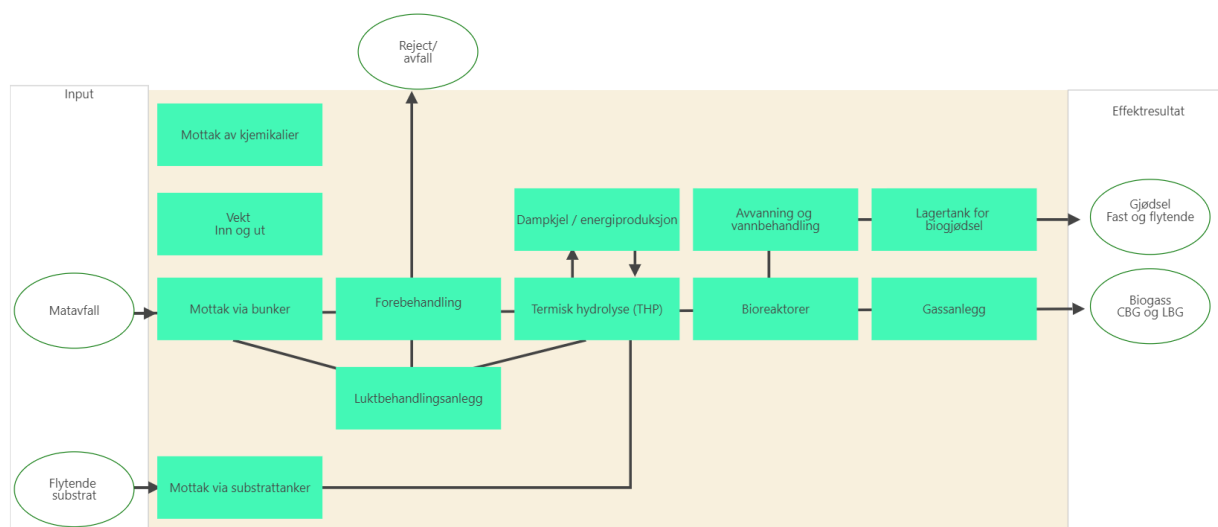 Reject/
avfall
Input
Effektresultat
Mottak av kjemikalier
Vekt
Inn og ut
Dampkjel / energiproduksjon
Avvanning og
vannbehandling
Lagertank for
biogjødsel
Gjødsel
Fast og flytende
Matavfall
Mottak via bunker
Forebehandling
Termisk hydrolyse (THP)
Bioreaktorer
Gassanlegg
Biogass
CBG og LBG
Luktbehandlingsanlegg
Flytende
substrat
Mottak via substrattanker